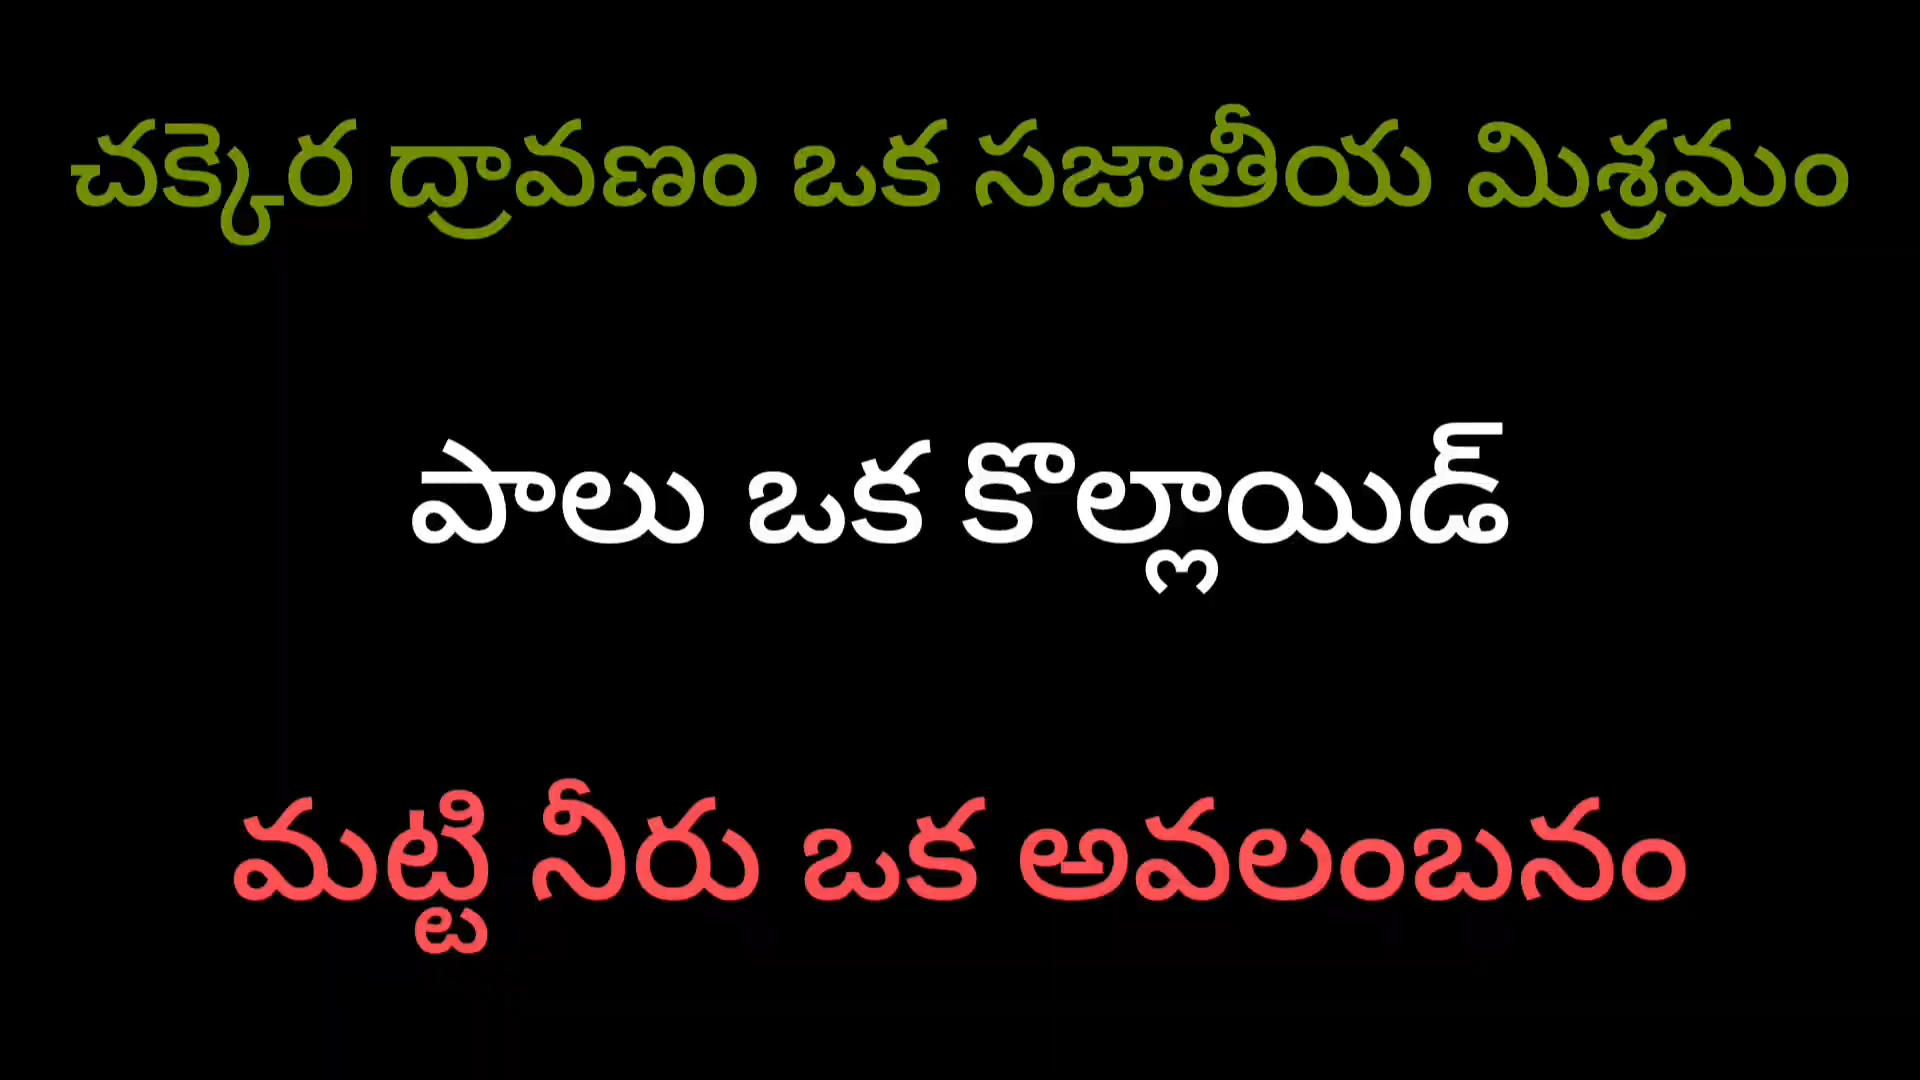 చక్కెర ద్రావణం ఒక సజాతీయ మిశ్రమం
పాలు ఒక కొల్లాయిడ్
మట్టి నీరు ఒక అవలంబనం